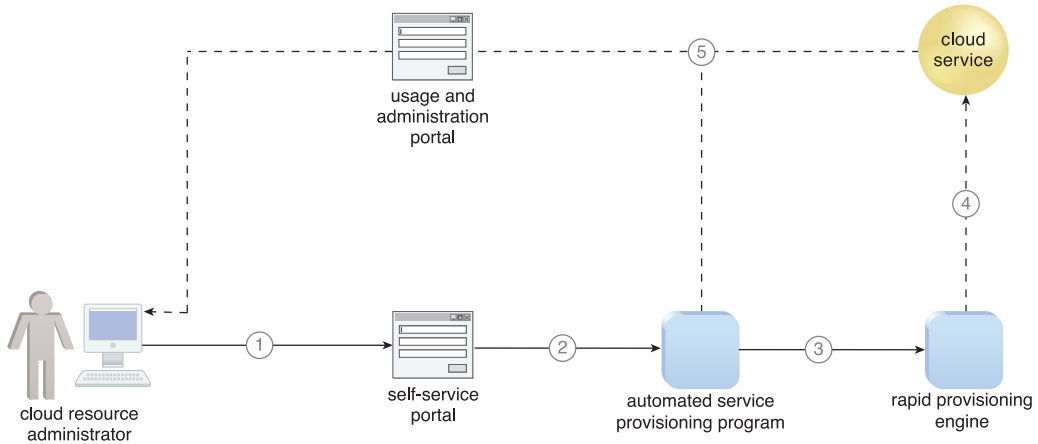 5
cloud
service
usage and
administration
portal
4
1
2
3
cloud resource
administrator
self-service
portal
automated service
provisioning program
rapid provisioning
engine